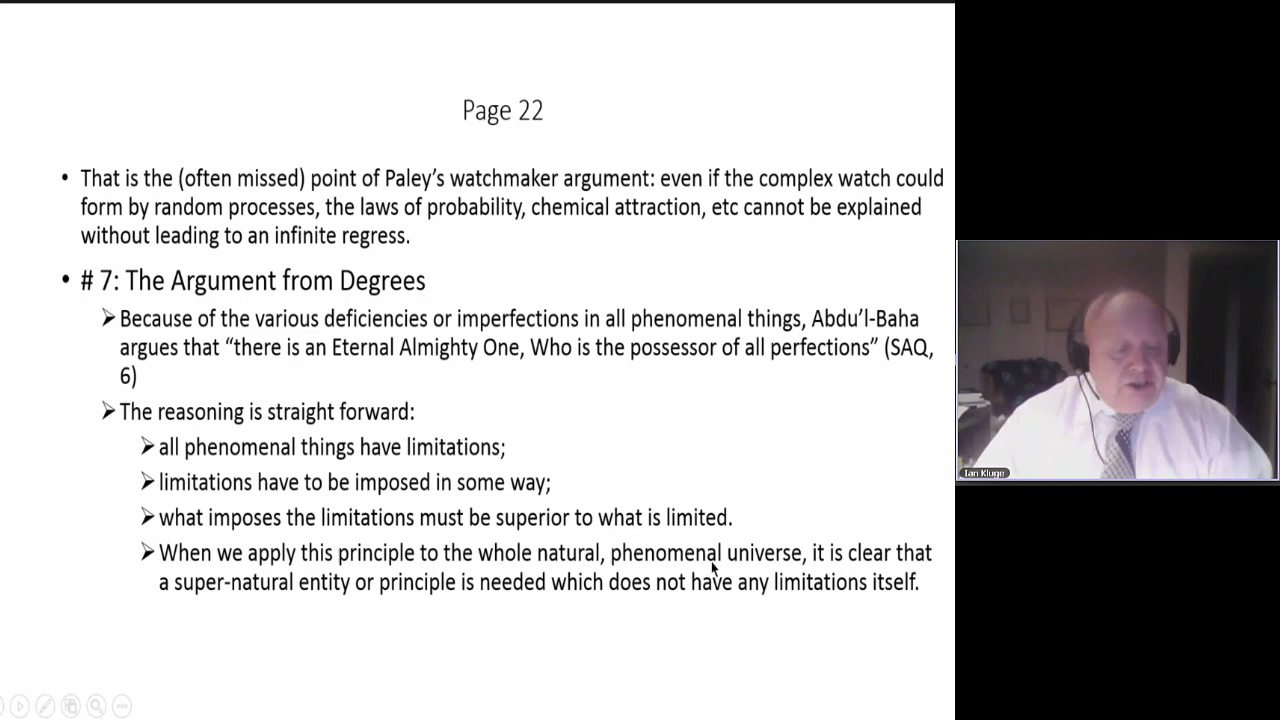 Page 22
• That is the (often missed) point of Paley’s watchmaker argument: even if the complex watch could
form by random processes, the laws of probability, chemical attraction, etc cannot be explained
without leading to an infinite regress.
• # 7: The Argument from Degrees
➢ Because of the various deficiencies or imperfections in all phenomenal things, Abdu’l-Baha
argues that “there is an Eternal Almighty One, Who is the possessor of all perfections” (SAQ,
6)
➢ The reasoning is straight forward:
➢ all phenomenal things have limitations;
➢ limitations have to be imposed in some way;
➢ what imposes the limitations must be superior to what is limited.
➢ When we apply this principle to the whole natural, phenomenal universe, it is clear that
a super-natural entity or principle is needed which does not have any limitations itself.
Ian Kluge